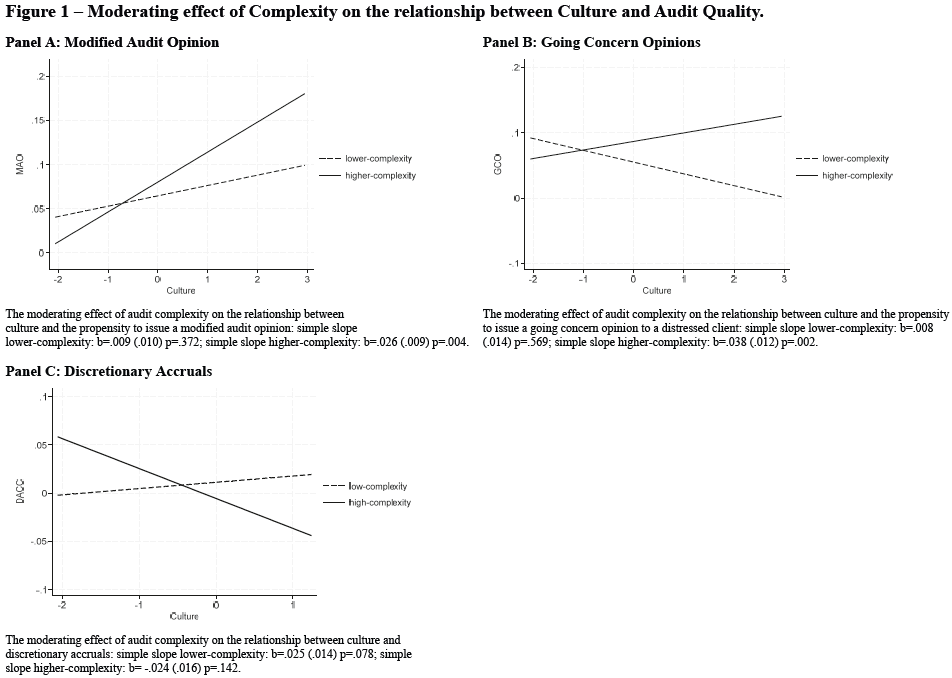 Figure 1 – Moderating effect of Complexity on the relationship between Culture and Audit Quality.
Panel A: Modified Audit Opinion
.2
.15
.1
.05
0
MAO
-2
-1
0
1
2
3
Culture
lower-complexity
higher-complexity
The moderating effect of audit complexity on the relationship between
culture and the propensity to issue a modified audit opinion: simple slope
lower-complexity: b=.009 (.010) p=.372; simple slope higher-complexity: b=.026 (.009) p=.004.
Panel B: Going Concern Opinions
.2
.1
0
-.1
GCO
-2
-1
0
1
2
3
Culture
lower-complexity
higher-complexity
The moderating effect of audit complexity on the relationship between culture and the propensity
to issue a going concern opinion to a distressed client: simple slope lower-complexity: b=.008
(.014) p=.569; simple slope higher-complexity: b=.038 (.012) p=.002.
Panel C: Discretionary Accruals
.1
.05
0
-.05
-.1
DACC
-2
-1
0
1
Culture
low-complexity
high-complexity
The moderating effect of audit complexity on the relationship between culture and
discretionary accruals: simple slope lower-complexity: b=.025 (.014) p=.078; simple
slope higher-complexity: b= -.024 (.016) p=.142.